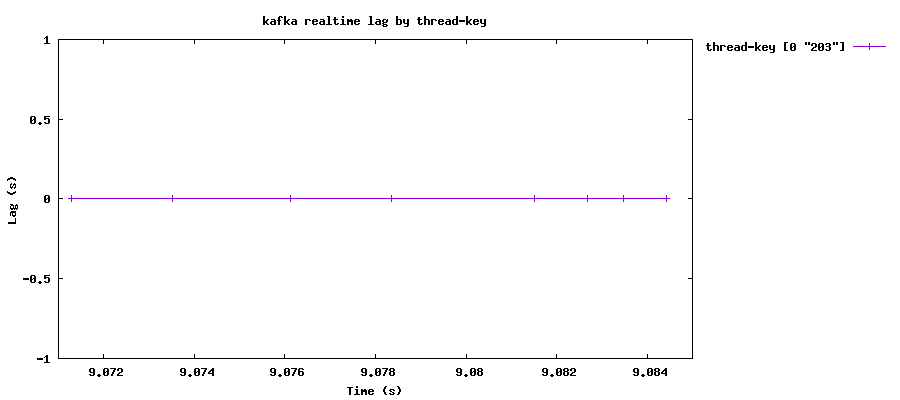 kafka realtime lag by thread-key
thread-key [0 "203"]
1
0.5
0
-0.5
-1
Lag (s)
9.072 9.074 9.076 9.078 9.08 9.082 9.084
Time (s)